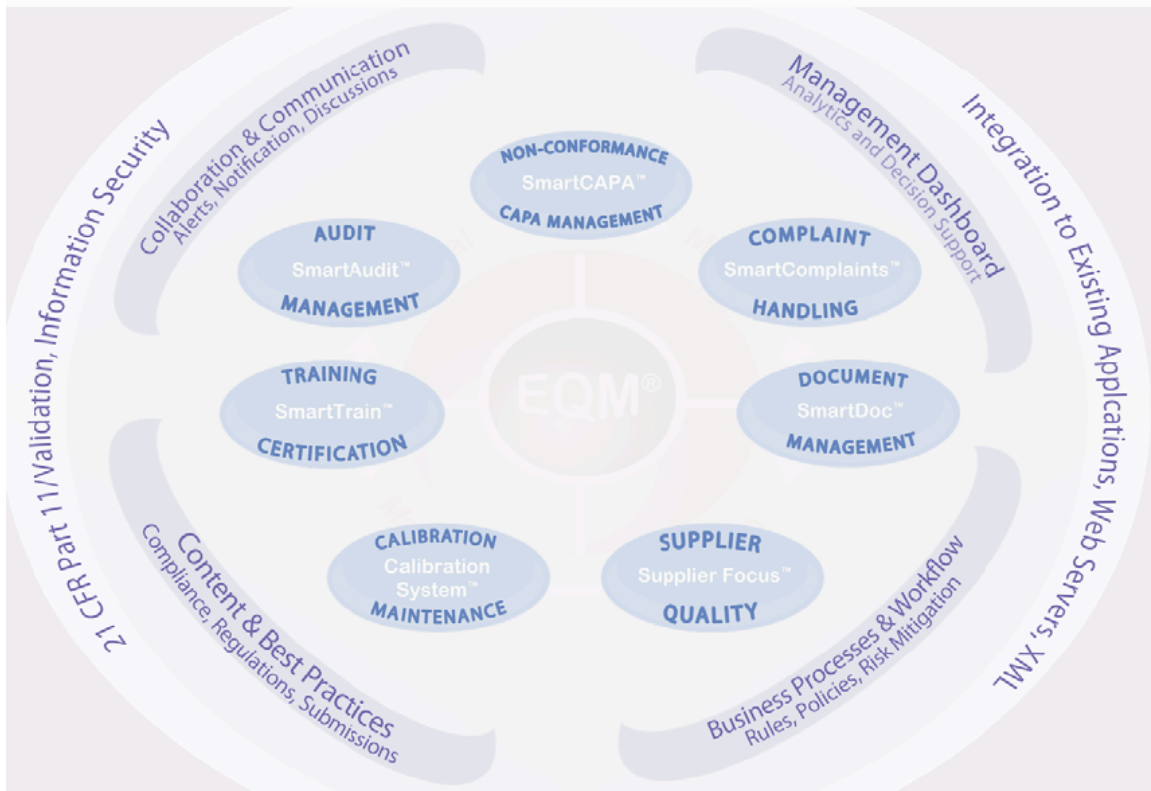 Collaboration & Communication
Alerts, Notification, Discussions
Management Dashboard
Analytics and Decision Support
21 CFR Part 11/Validation, Information Security
Integration to Existing Applcations, Web Servers, XML
NON-CONFORMANCE
SmartCAPA™
CAPA MANAGEMENT
AUDIT
SmartAudit™
MANAGEMENT
COMPLAINT
SmartComplaints™
HANDLING
TRAINING
SmartTrain™
CERTIFICATION
EQM®
DOCUMENT
SmartDoc™
MANAGEMENT
CALIBRATION
Calibration
System™
MAINTENANCE
SUPPLIER
Supplier Focus™
QUALITY
Content & Best Practices
Compliance, Regulations, Submissions
Business Processes & Workflow
Rules, Policies, Risk Mitigation